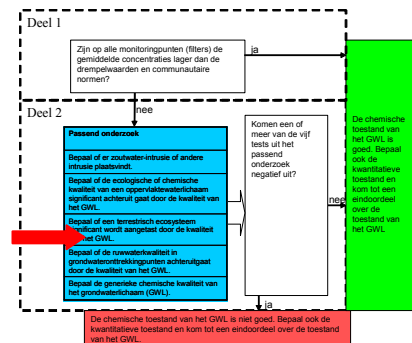 Deel 1
Zijn op alle monitoringpunten (filters) de
gemiddelde concentraties lager dan de
drempelwaarden en communautaire
normen?
ja
nee
Deel 2
Passend onderzoek
Bepaal of er zoutwater-intrusie of andere
intrusie plaatsvindt.
Bepaal of de ecologische of chemische
kwaliteit van een oppervlaktewaterlichaam
significant achteruit gaat door de kwaliteit
van het GWL.
Bepaal of een terrestrisch ecosysteem
significant wordt aangetast door de kwaliteit
van het GWL.
Bepaal of de ruwwaterkwaliteit in
grondwateronttrekkingpunten achteruitgaat
door de kwaliteit van het GWL.
Bepaal de generieke chemische kwaliteit van
het grondwaterlichaam (GWL).
Komen een of
meer van de vijf
tests uit het
passend
onderzoek
negatief uit?
nee
ja
De chemische
toestand van
het GWL is
goed. Bepaal
ook de
kwantitatieve
toestand en
kom tot een
eindoordeel
over de
toestand van
het GWL
De chemische toestand van het GWL is niet goed. Bepaal ook de
kwantitatieve toestand en kom tot een eindoordeel over de toestand
van het GWL.